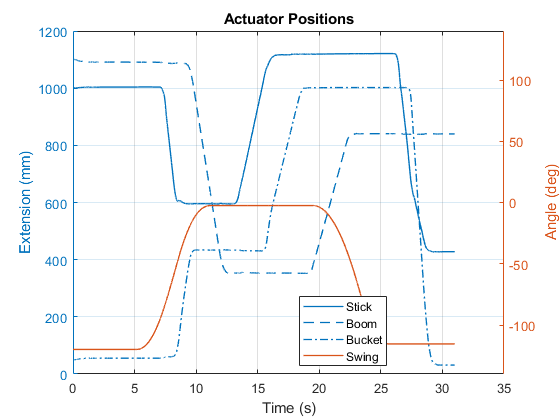 Actuator Positions
Extension (mm)
1200
1000
800
600
400
200
0
100
50
0
-50
-100
Angle (deg)
Stick
Boom
Bucket
Swing
0
5
10
15
20
25
30
35
Time (s)